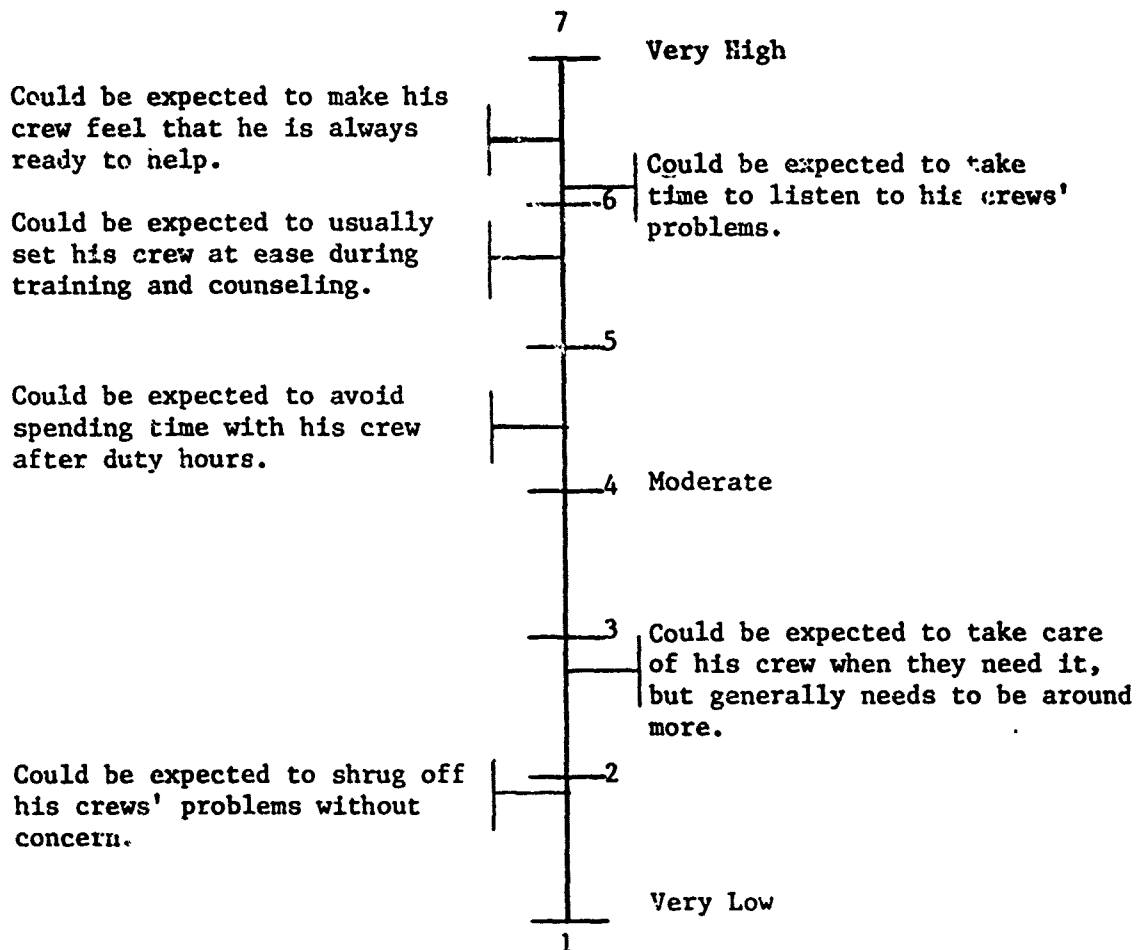 7
Very High
Could be expected to make his
crew feel that he is always
ready to help.
Could be expected to take
time to listen to his crews'
problems.
6
Could be expected to usually
set his crew at ease during
training and counseling.
5
Could be expected to avoid
spending time with his crew
after duty hours.
4
Moderate
3
Could be expected to take care
of his crew when they need it,
but generally needs to be around
more.
Could be expected to shrug off
his crews' problems without
concern.
2
Very Low
1